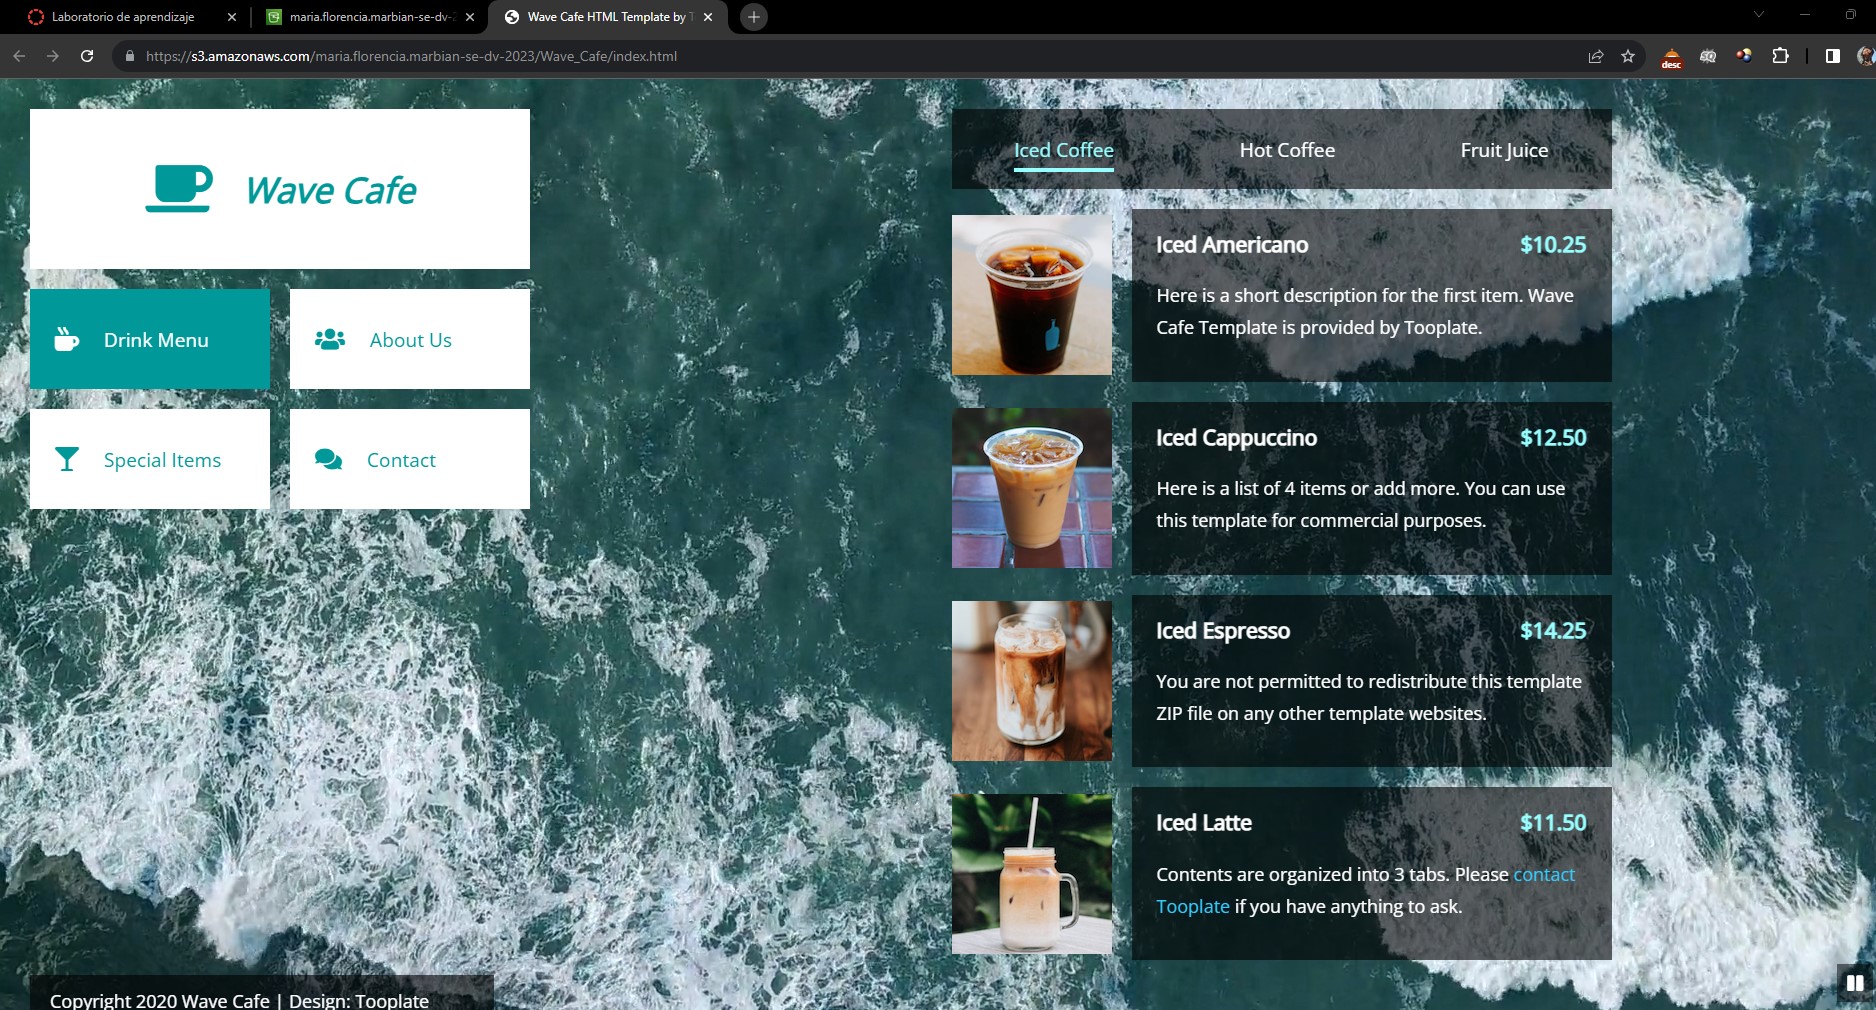 Laboratorio de aprendizaje
maria.florencia.marbian-se-dv-2
Wave Cafe HTML Template by T
https://s3.amazonaws.com/maria.florencia.marbian-se-dv-2023/Wave_Cafe/index.html
desc
Wave Cafe
Drink Menu
About Us
Special Items
Contact
Iced Coffee
Hot Coffee
Fruit Juice
Iced Americano
$10.25
Here is a short description for the first item. Wave
Cafe Template is provided by Tooplate.
Iced Cappuccino
$12.50
Here is a list of 4 items or add more. You can use
this template for commercial purposes.
Iced Espresso
$14.25
You are not permitted to redistribute this template
ZIP file on any other template websites.
Iced Latte
$11.50
Contents are organized into 3 tabs. Please contact
Tooplate if you have anything to ask.
Copyright 2020 Wave Cafe | Design: Tooplate